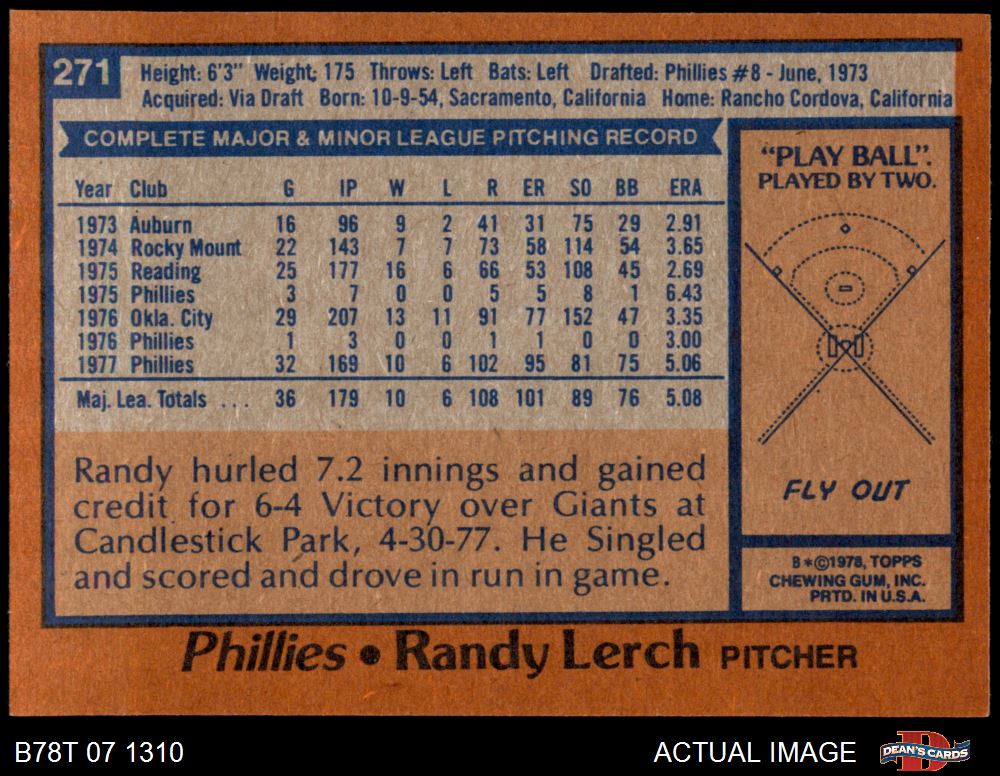 271
Height: 6'3" Weight: 175 Throws: Left Bats: Left Drafted: Phillies #8 - June, 1973
Acquired: Via Draft Born: 10-9-54, Sacramento, California Home: Rancho Cordova, California
COMPLETE MAJOR & MINOR LEAGUE PITCHING RECORD
Year Club G IP W L R ER SO BB ERA
1973 Auburn 16 96 9 2 41 31 75 29 2.91
1974 Rocky Mount 22 143 7 7 73 58 114 54 3.65
1975 Reading 25 177 16 6 66 53 108 45 2.69
1975 Phillies 3 7 0 0 5 5 8 1 6.43
1976 Okla. City 29 207 13 11 91 77 152 47 3.35
1976 Phillies 1 3 0 0 1 1 0 0 3.00
1977 Phillies 32 169 10 6 102 95 81 75 5.06
Maj. Lea. Totals ... 36 179 10 6 108 101 89 76 5.08
Randy hurled 7.2 innings and gained
credit for 6-4 Victory over Giants at
Candlestick Park, 4-30-77. He Singled
and scored and drove in run in game.
"PLAY BALL".
PLAYED BY TWO.
FLY OUT
B*©1978, TOPPS
CHEWING GUM, INC.
PRTD. IN U.S.A.
Phillies • Randy Lerch PITCHER
B78T 07 1310
ACTUAL IMAGE
DEAN'S CARDS